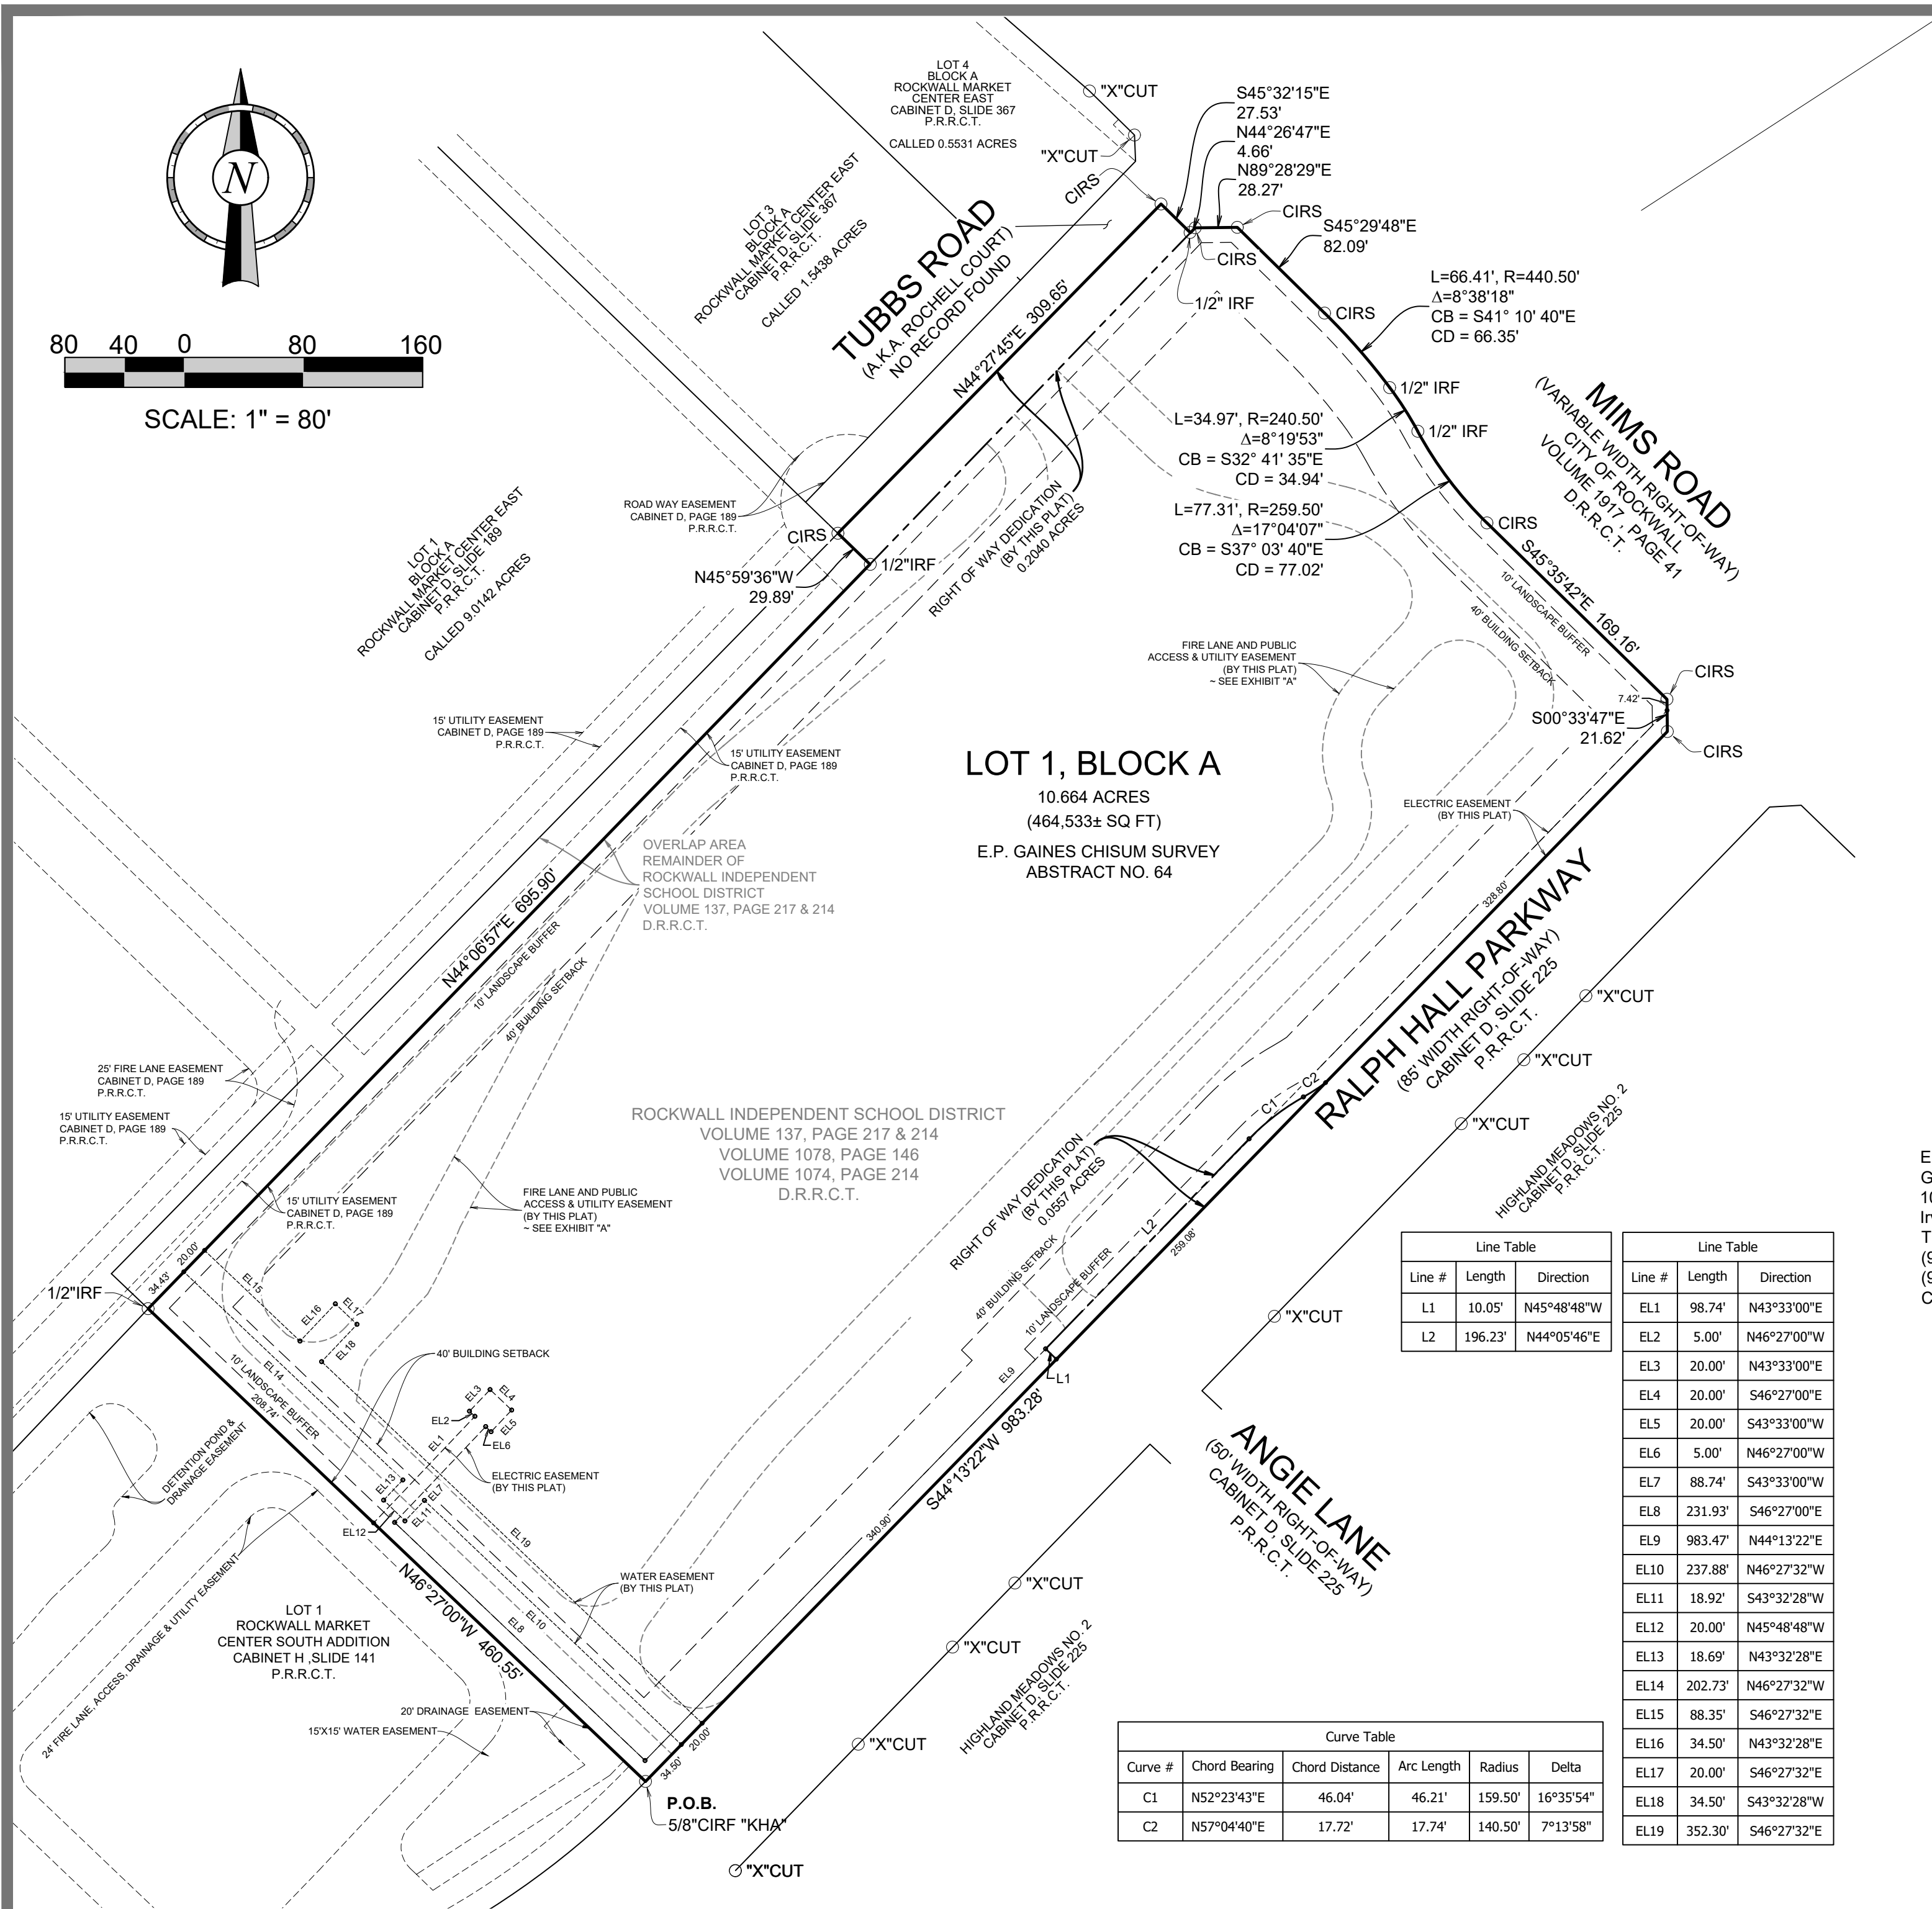 N
80 40 0 80 160
SCALE: 1" = 80'
LOT 4
BLOCK A
ROCKWALL MARKET
CENTER EAST
CABINET D, SLIDE 367
P.R.R.C.T.
CALLED 0.5531 ACRES
"X"CUT
"X"CUT
CIRS
S45°32'15"E
27.53'
N44°26'47"E
4.66'
N89°28'29"E
28.27'
CIRS
CIRS
S45°29'48"E
82.09'
1/2" IRF
CIRS
L=66.41', R=440.50'
Δ=8°38'18"
CB = S41° 10' 40"E
CD = 66.35'
1/2" IRF
1/2" IRF
LOT 3
BLOCK A
ROCKWALL MARKET CENTER EAST
CABINET D, SLIDE 367
P.R.R.C.T.
CALLED 1.5438 ACRES
TUBBS ROAD
(A.K.A. ROCHELL COURT)
NO RECORD FOUND
N44°27'45"E 309.65'
MIMS ROAD
(VARIABLE WIDTH RIGHT-OF-WAY)
CITY OF ROCKWALL
VOLUME 1917 , PAGE 41
D.R.R.C.T.
L=34.97', R=240.50'
Δ=8°19'53"
CB = S32° 41' 35"E
CD = 34.94'
L=77.31', R=259.50'
Δ=17°04'07"
CB = S37° 03' 40"E
CD = 77.02'
CIRS
S45°35'42"E 169.16'
10' LANDSCAPE BUFFER
40' BUILDING SETBACK
ROAD WAY EASEMENT
CABINET D, PAGE 189
P.R.R.C.T.
CIRS
1/2"IRF
N45°59'36"W
29.89'
RIGHT OF WAY DEDICATION
(BY THIS PLAT)
0.2040 ACRES
LOT 1
BLOCK A
ROCKWALL MARKET CENTER EAST
CABINET D, SLIDE 189
P.R.R.C.T.
CALLED 9.0142 ACRES
FIRE LANE AND PUBLIC
ACCESS & UTILITY EASEMENT
(BY THIS PLAT)
~ SEE EXHIBIT "A"
CIRS
7.42'
S00°33'47"E
21.62'
CIRS
15' UTILITY EASEMENT
CABINET D, PAGE 189
P.R.R.C.T.
15' UTILITY EASEMENT
CABINET D, PAGE 189
P.R.R.C.T.
LOT 1, BLOCK A
10.664 ACRES
(464,533± SQ FT)
E.P. GAINES CHISUM SURVEY
ABSTRACT NO. 64
ELECTRIC EASEMENT
(BY THIS PLAT)
OVERLAP AREA
REMAINDER OF
ROCKWALL INDEPENDENT
SCHOOL DISTRICT
VOLUME 137, PAGE 217 & 214
D.R.R.C.T.
N44°06'57"E 695.90'
10' LANDSCAPE BUFFER
40' BUILDING SETBACK
328.80'
RALPH HALL PARKWAY
(85' WIDTH RIGHT-OF-WAY)
CABINET D, SLIDE 225
P.R.R.C.T.
"X"CUT
"X"CUT
"X"CUT
"X"CUT
HIGHLAND MEADOWS NO. 2
CABINET D, SLIDE 225
P.R.R.C.T.
25' FIRE LANE EASEMENT
CABINET D, PAGE 189
P.R.R.C.T.
15' UTILITY EASEMENT
CABINET D, PAGE 189
P.R.R.C.T.
ROCKWALL INDEPENDENT SCHOOL DISTRICT
VOLUME 137, PAGE 217 & 214
VOLUME 1078, PAGE 146
VOLUME 1074, PAGE 214
D.R.R.C.T.
C1
C2
RIGHT OF WAY DEDICATION
(BY THIS PLAT)
0.0557 ACRES
L2
259.08'
40' BUILDING SETBACK
10' LANDSCAPE BUFFER
EL9
L1
15' UTILITY EASEMENT
CABINET D, PAGE 189
P.R.R.C.T.
FIRE LANE AND PUBLIC
ACCESS & UTILITY EASEMENT
(BY THIS PLAT)
~ SEE EXHIBIT "A"
1/2"IRF
34.43'
20.00'
EL15
EL16
EL17
EL18
EL14
10' LANDSCAPE BUFFER
208.74'
40' BUILDING SETBACK
EL3
EL4
EL2
EL5
EL6
EL1
ELECTRIC EASEMENT
(BY THIS PLAT)
EL13
EL7
EL11
EL12
EL19
DETENTION POND &
DRAINAGE EASEMENT
S44°13'22"W 983.28'
340.90'
ANGIE LANE
(50' WIDTH RIGHT-OF-WAY)
CABINET D, SLIDE 225
P.R.R.C.T.
WATER EASEMENT
(BY THIS PLAT)
EL10
EL8
N46°27'00"W 460.55'
LOT 1
ROCKWALL MARKET
CENTER SOUTH ADDITION
CABINET H ,SLIDE 141
P.R.R.C.T.
24' FIRE LANE, ACCESS, DRAINAGE & UTILITY EASEMENT
20' DRAINAGE EASEMENT
15'X15' WATER EASEMENT
34.50'
20.00'
P.O.B.
5/8"CIRF "KHA"
"X"CUT
"X"CUT
"X"CUT
"X"CUT
HIGHLAND MEADOWS NO. 2
CABINET D, SLIDE 225
P.R.R.C.T.
Line Table
Line # Length Direction
L1 10.05' N45°48'48"W
L2 196.23' N44°05'46"E
Line Table
Line # Length Direction
EL1 98.74' N43°33'00"E
EL2 5.00' N46°27'00"W
EL3 20.00' N43°33'00"E
EL4 20.00' S46°27'00"E
EL5 20.00' S43°33'00"W
EL6 5.00' N46°27'00"W
EL7 88.74' S43°33'00"W
EL8 231.93' S46°27'00"E
EL9 983.47' N44°13'22"E
EL10 237.88' N46°27'32"W
EL11 18.92' S43°32'28"W
EL12 20.00' N45°48'48"W
EL13 18.69' N43°32'28"E
EL14 202.73' N46°27'32"W
EL15 88.35' S46°27'32"E
EL16 34.50' N43°32'28"E
EL17 20.00' S46°27'32"E
EL18 34.50' S43°32'28"W
EL19 352.30' S46°27'32"E
Curve Table
Curve # Chord Bearing Chord Distance Arc Length Radius Delta
C1 N52°23'43"E 46.04' 46.21' 159.50' 16°35'54"
C2 N57°04'40"E 17.72' 17.74' 140.50' 7°13'58"